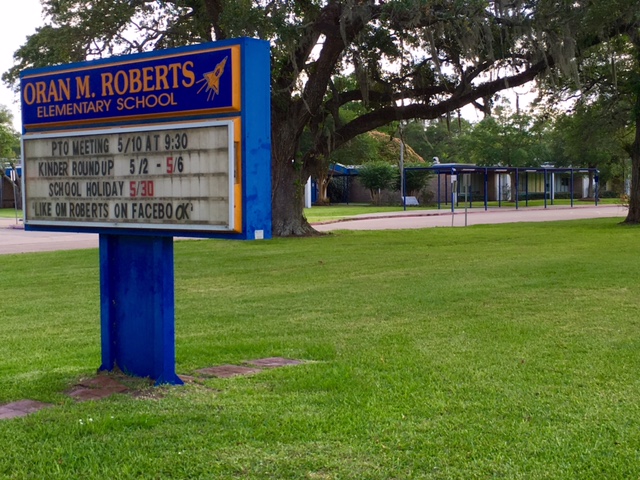 ORAN M. ROBERTS
ELEMENTARY SCHOOL
PTO MEETING 5/10 AT 9:30
KINDER ROUNDUP 5/2 - 5/6
SCHOOL HOLIDAY 5/30
LIKE OM ROBERTS ON FACEBOOK